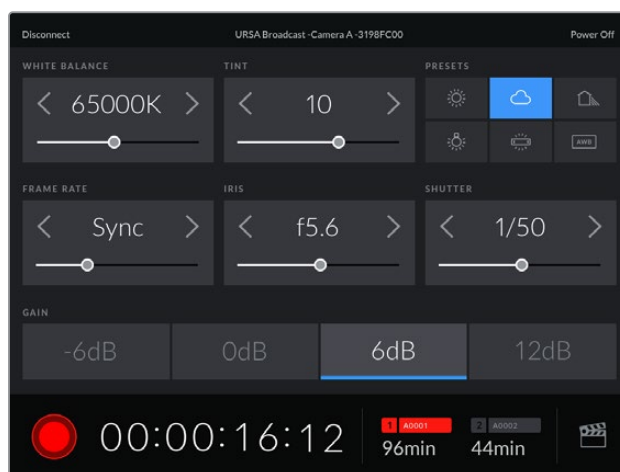 Disconnect
URSA Broadcast -Camera A -3198FC00
Power Off
WHITE BALANCE
TINT
PRESETS
65000K
10
AWB
FRAME RATE
IRIS
SHUTTER
Sync
f5.6
1/50
GAIN
-6dB
0dB
6dB
12dB
00:00:16:12
1 A0001
96min
2 A0002
44min